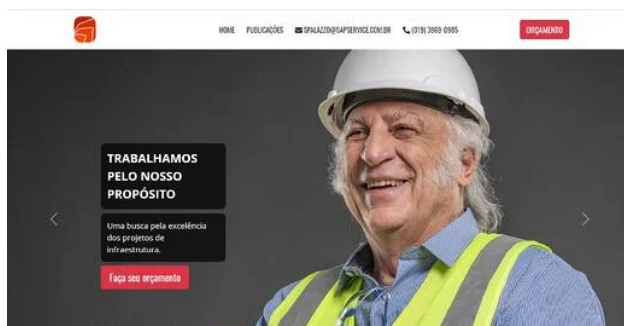 HOME PUBLICAÇÕES SPALAZZO@SAPSERVICE.COM.BR (019) 3869-0985 ORÇAMENTO
TRABALHAMOS
PELO NOSSO
PROPÓSITO
Uma busca pela excelência
dos projetos de
infraestrutura.
Faça seu orçamento